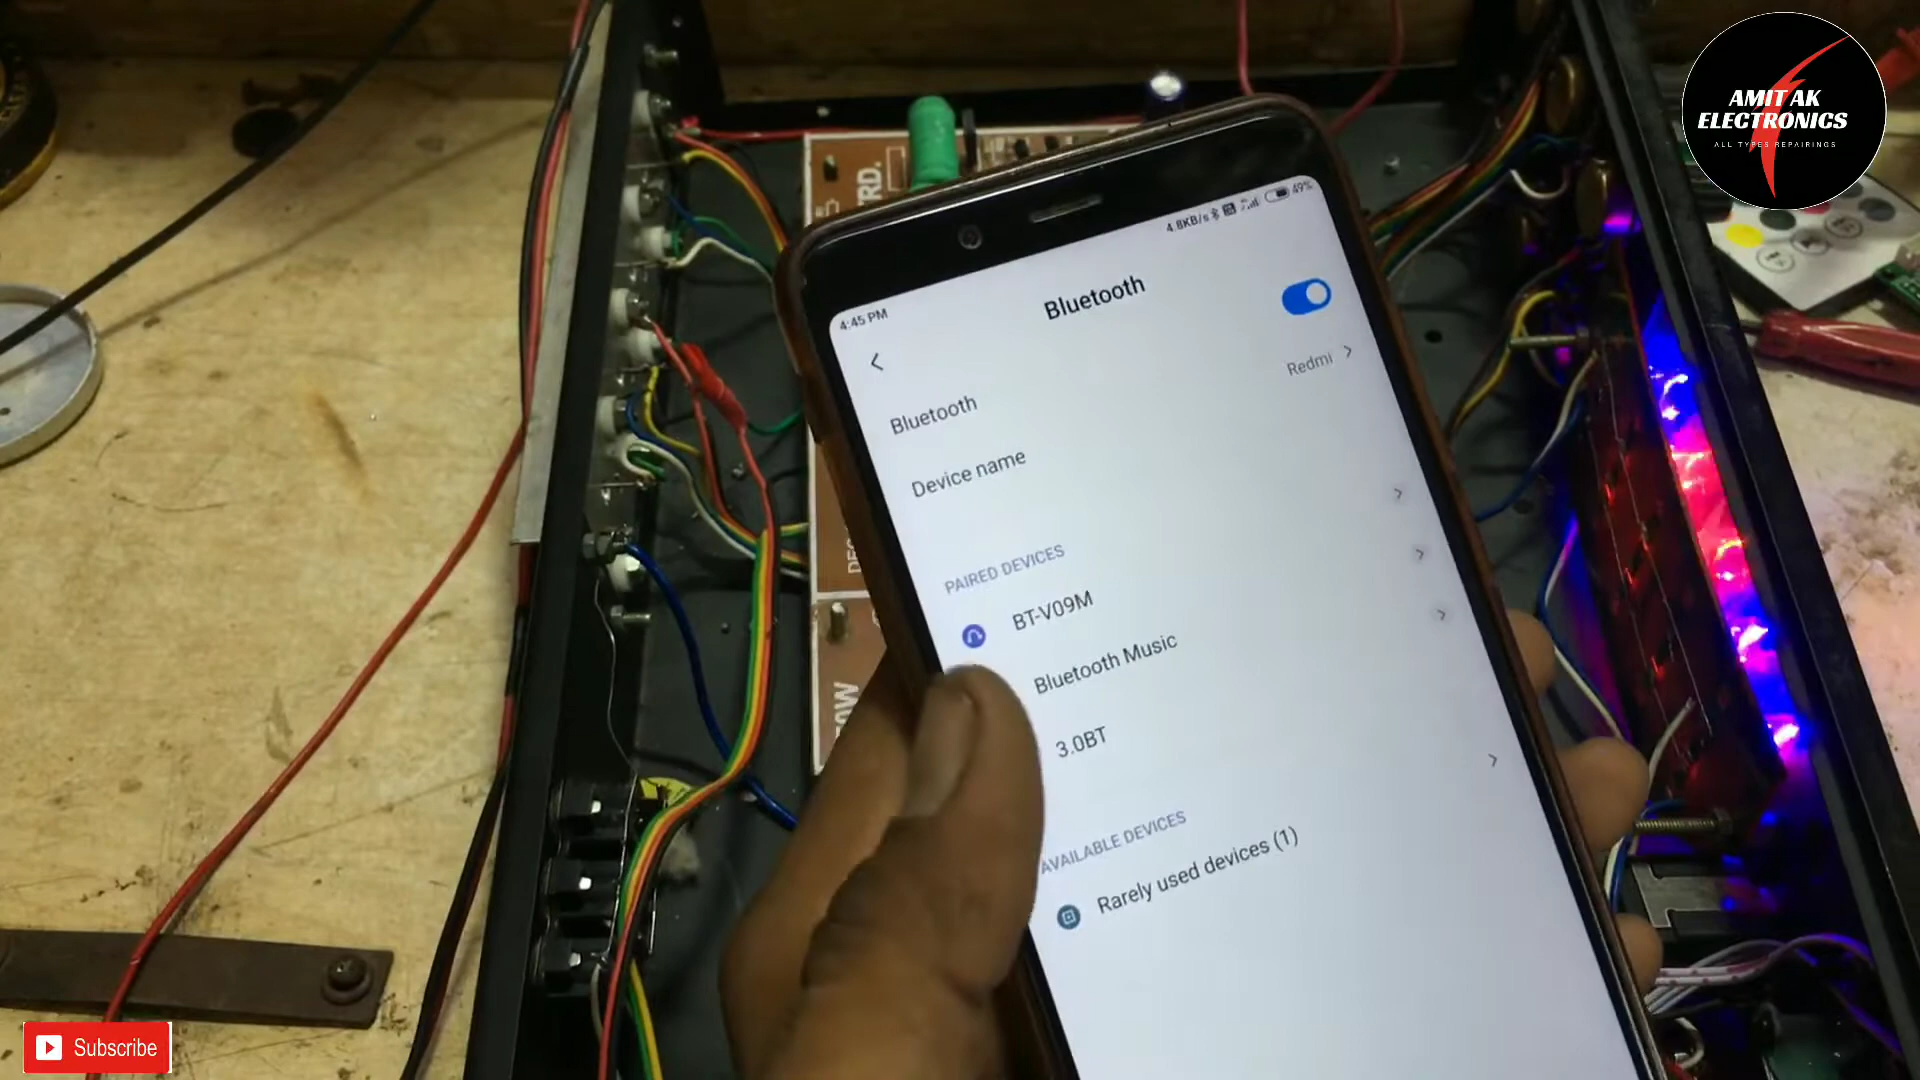 AMIT AK
ELECTRONICS
ALL TYPES REPAIRINGS
TRD.
4:45 PM
4.8KB/s
49%
Bluetooth
Bluetooth
Redmi
Device name
PAIRED DEVICES
BT-V09M
Bluetooth Music
3.0BT
AVAILABLE DEVICES
Rarely used devices (1)
Subscribe